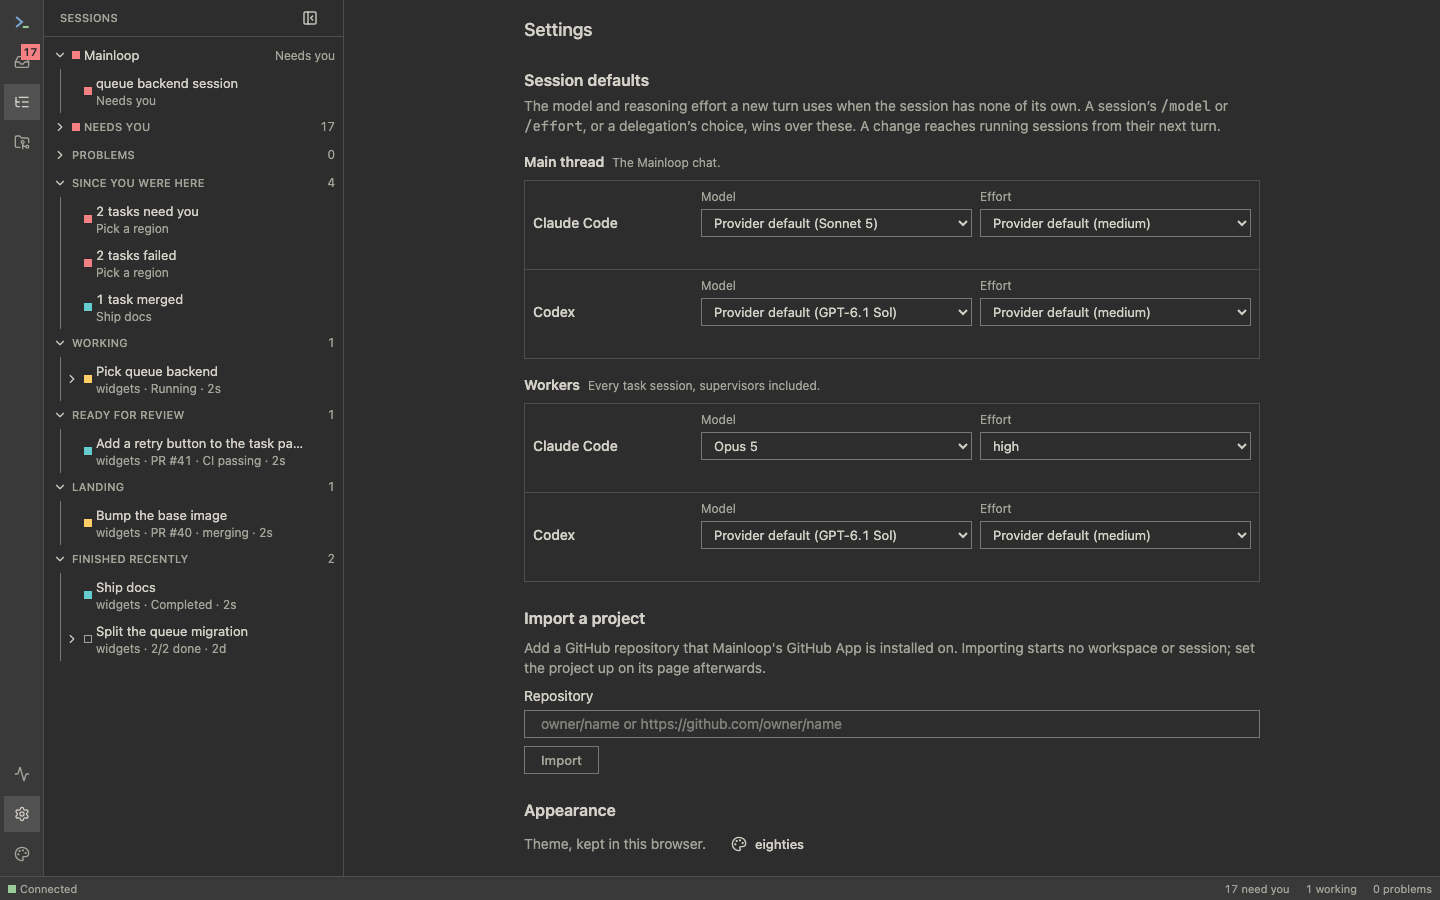 SESSIONS
17
Mainloop
Needs you
queue backend session
Needs you
NEEDS YOU
17
PROBLEMS
0
SINCE YOU WERE HERE
4
2 tasks need you
Pick a region
2 tasks failed
Pick a region
1 task merged
Ship docs
WORKING
1
Pick queue backend
widgets · Running · 2s
READY FOR REVIEW
1
Add a retry button to the task pa...
widgets · PR #41 · CI passing · 2s
LANDING
1
Bump the base image
widgets · PR #40 · merging · 2s
FINISHED RECENTLY
2
Ship docs
widgets · Completed · 2s
Split the queue migration
widgets · 2/2 done · 2d
Settings
Session defaults
The model and reasoning effort a new turn uses when the session has none of its own. A session's /model or
/effort, or a delegation's choice, wins over these. A change reaches running sessions from their next turn.
Main thread The Mainloop chat.
Model
Effort
Claude Code
Provider default (Sonnet 5)
Provider default (medium)
Model
Effort
Codex
Provider default (GPT-6.1 Sol)
Provider default (medium)
Workers Every task session, supervisors included.
Model
Effort
Claude Code
Opus 5
high
Model
Effort
Codex
Provider default (GPT-6.1 Sol)
Provider default (medium)
Import a project
Add a GitHub repository that Mainloop's GitHub App is installed on. Importing starts no workspace or session; set
the project up on its page afterwards.
Repository
owner/name or https://github.com/owner/name
Import
Appearance
Theme, kept in this browser.
eighties
Connected
17 need you
1 working
0 problems